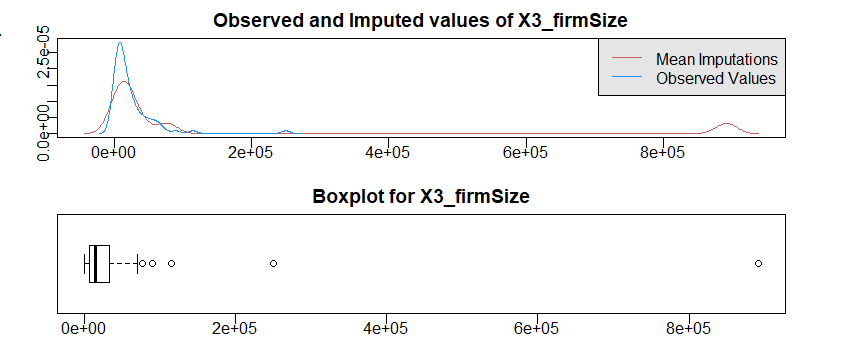 Observed and Imputed values of X3_firmSize
0.0e+00 2.5e-05
Mean Imputations
Observed Values
0e+00 2e+05 4e+05 6e+05 8e+05
Boxplot for X3_firmSize
0e+00 2e+05 4e+05 6e+05 8e+05